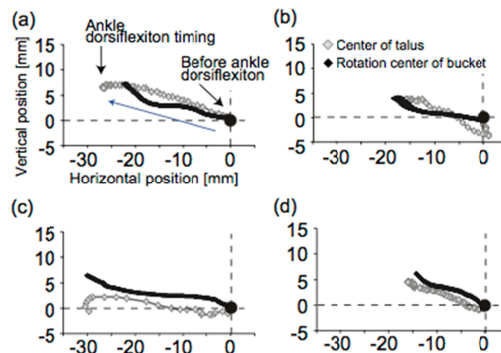 (a)
Ankle
dorsiflexiton timing
Before ankle
dorsiflexiton
Vertical position [mm]
15
10
5
0
-5
-30 -20 -10 0
Horizontal position [mm]
(b)
Center of talus
Rotation center of bucket
15
10
5
0
-5
-30 -20 -10 0
(c)
15
10
5
0
-5
-30 -20 -10 0
(d)
15
10
5
0
-5
-30 -20 -10 0